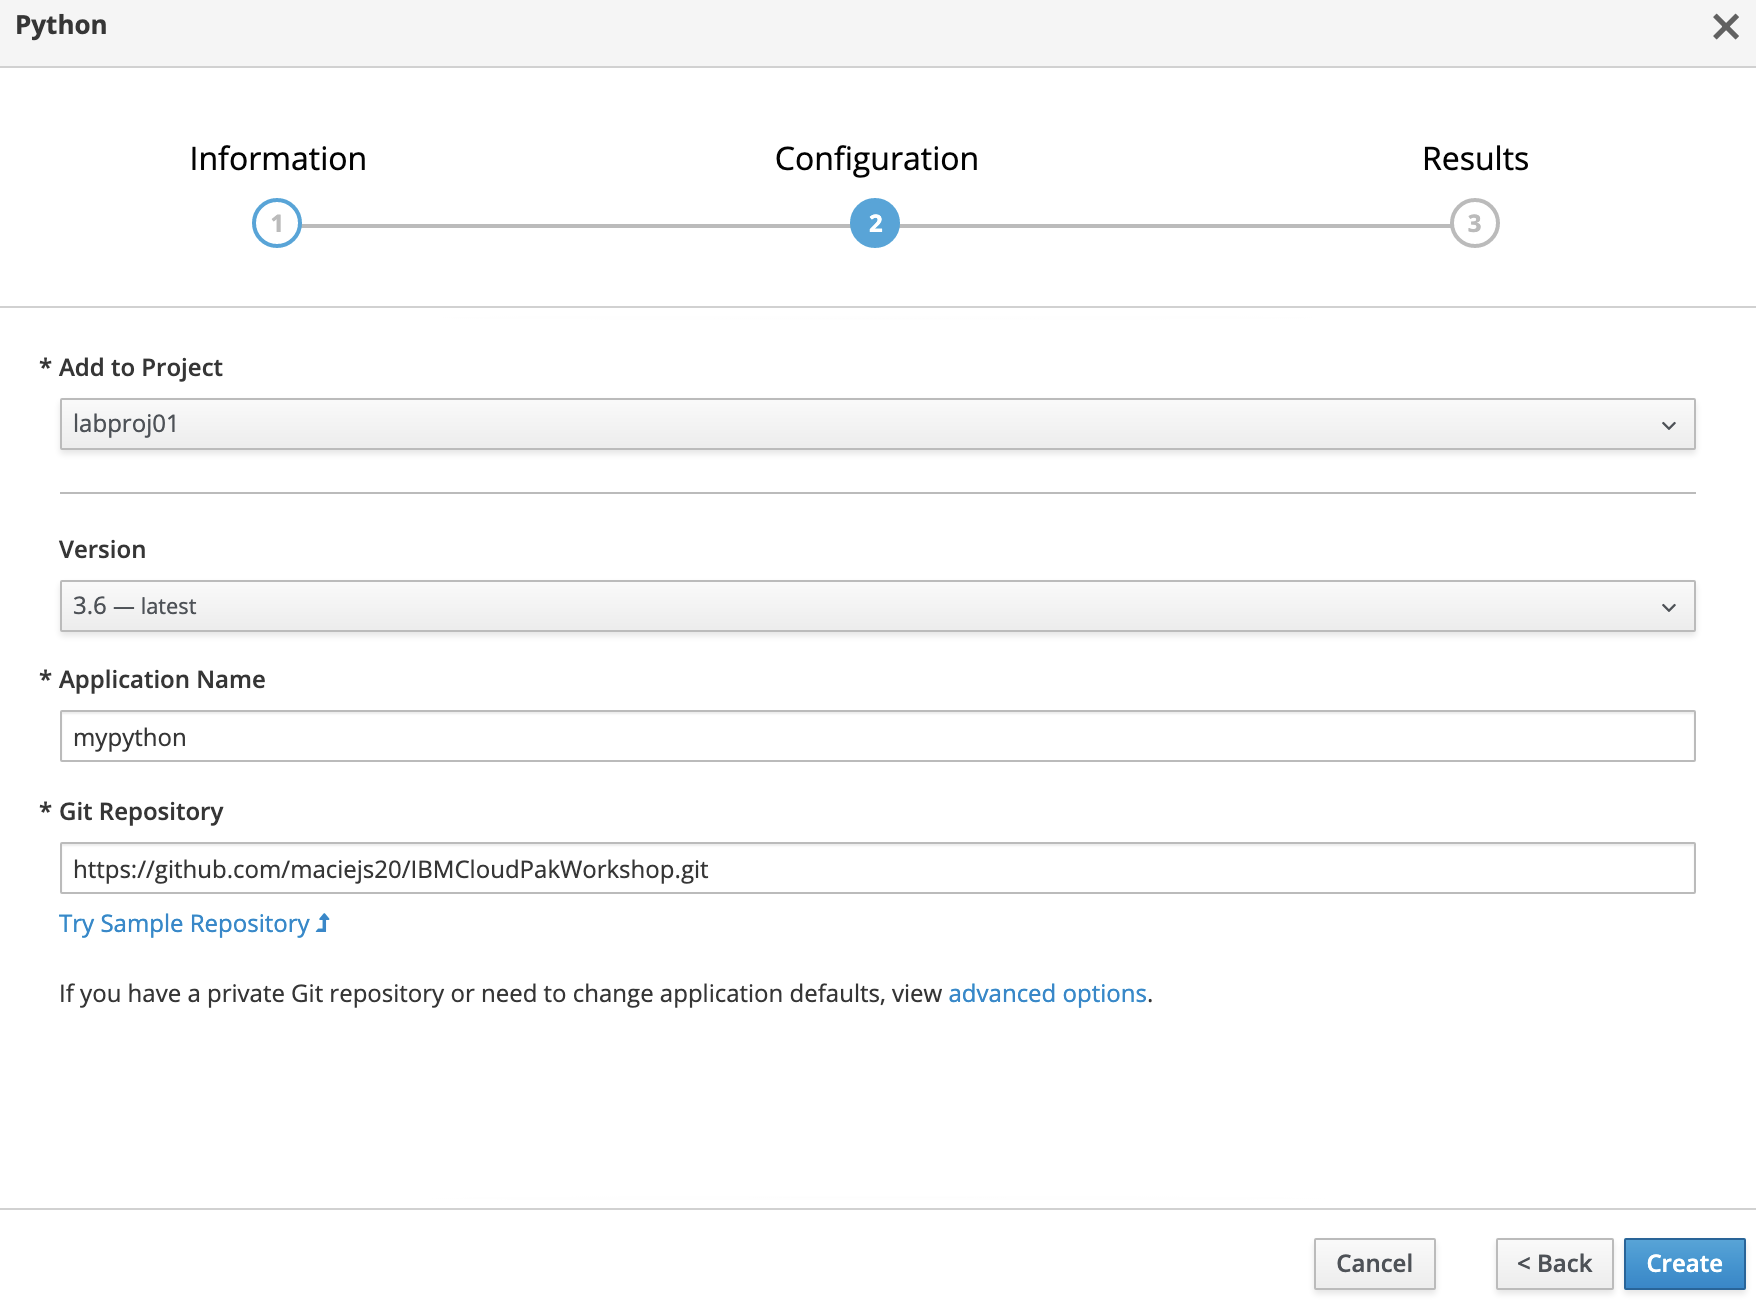 Python
Information
Configuration
Results
1
2
3
* Add to Project
labproj01
Version
3.6 — latest
* Application Name
mypython
* Git Repository
https://github.com/maciejs20/IBMCloudPakWorkshop.git
Try Sample Repository
If you have a private Git repository or need to change application defaults, view advanced options.
Cancel
< Back
Create